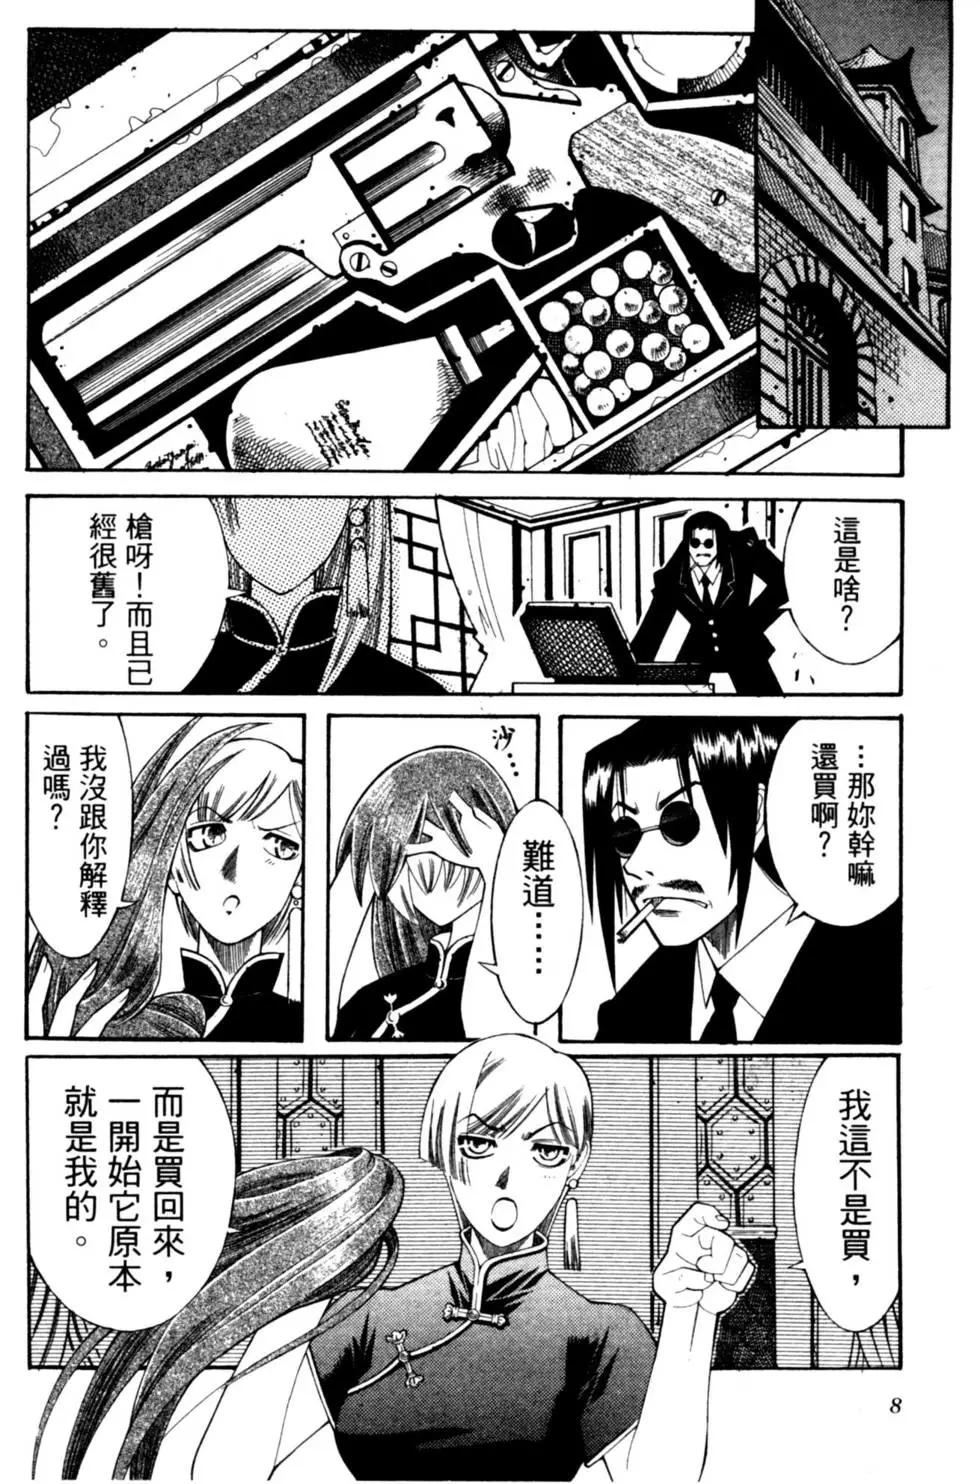 這是啥?
槍呀!而且已
經很舊了。
…那妳幹嘛
還買啊?
難道……
沙…
我沒跟你解釋
過嗎?
我這不是買,
而是買回來,
一開始它原本
就是我的。
8